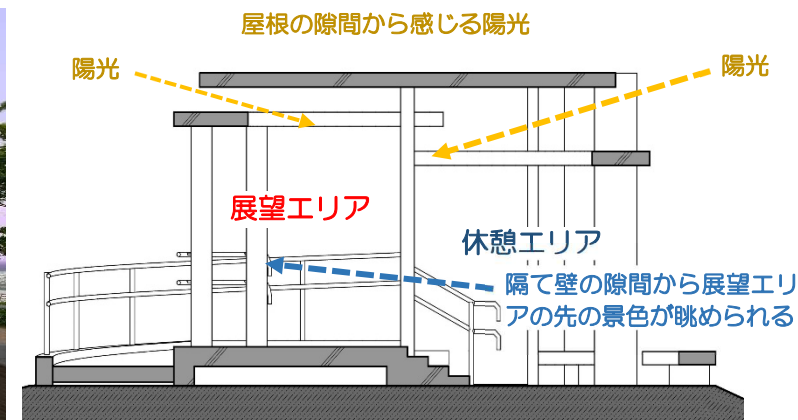 屋根の隙間から感じる陽光
陽光
陽光
展望エリア
休憩エリア
隔て壁の隙間から展望エリ
アの先の景色が眺められる